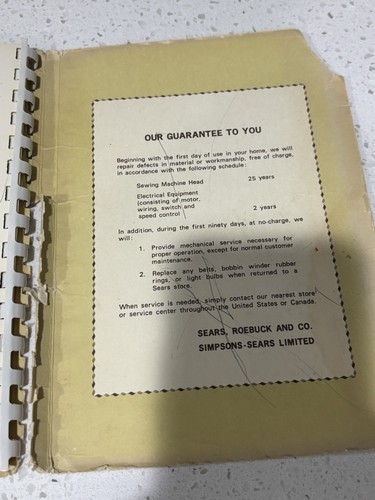 OUR GUARANTEE TO YOU
Beginning with the first day of use in your home, we will
repair defects in material or workmanship, free of charge,
in accordance with the following schedule:
Sewing Machine Head 25 years
Electrical Equipment
(consisting of motor,
wiring, switch and
speed control) 2 years
In addition, during the first ninety days, at no-charge, we
will:
1. Provide mechanical service necessary for
proper operation, except for normal customer
maintenance.
2. Replace any belts, bobbin winder rubber
rings, or light bulbs when returned to a
Sears store.
When service is needed, simply contact our nearest store
or service center throughout the United States or Canada.
SEARS, ROEBUCK AND CO.
SIMPSONS-SEARS LIMITED